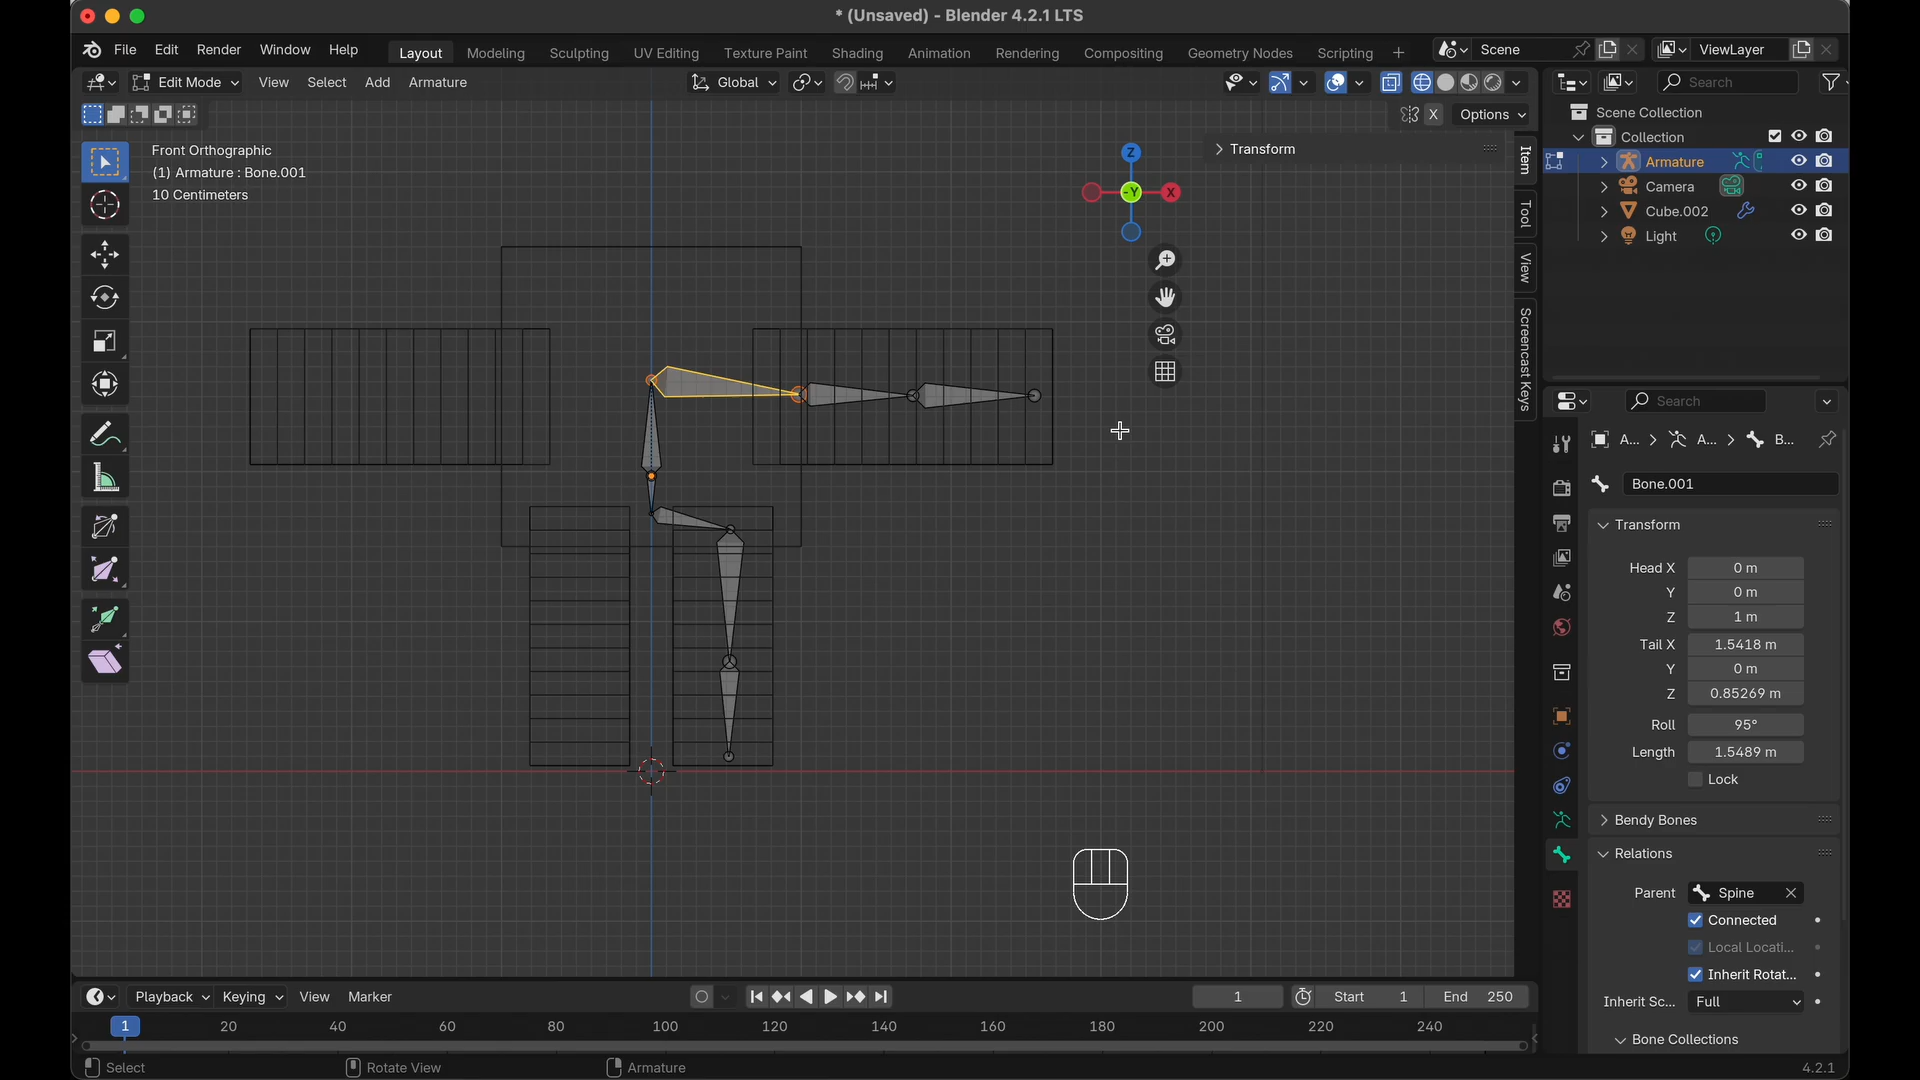 * (Unsaved) - Blender 4.2.1 LTS
File Edit Render Window Help Layout Modeling Sculpting UV Editing Texture Paint Shading Animation Rendering Compositing Geometry Nodes Scripting + Scene ViewLayer
Edit Mode View Select Add Armature Global Search
X Options
Scene Collection
Collection
Armature
Camera
Cube.002
Light
Front Orthographic
(1) Armature : Bone.001
10 Centimeters
Transform
Z
-Y
X
Item
Tool
View
Screencast Keys
Search
A... A... B...
Bone.001
Transform
Head X 0 m
Y 0 m
Z 1 m
Tail X 1.5418 m
Y 0 m
Z 0.85269 m
Roll 95°
Length 1.5489 m
Lock
Bendy Bones
Relations
Parent Spine
Connected
Local Locati...
Inherit Rotat...
Inherit Sc... Full
Bone Collections
Playback Keying View Marker 1 Start 1 End 250
1 20 40 60 80 100 120 140 160 180 200 220 240
Select Rotate View Armature 4.2.1